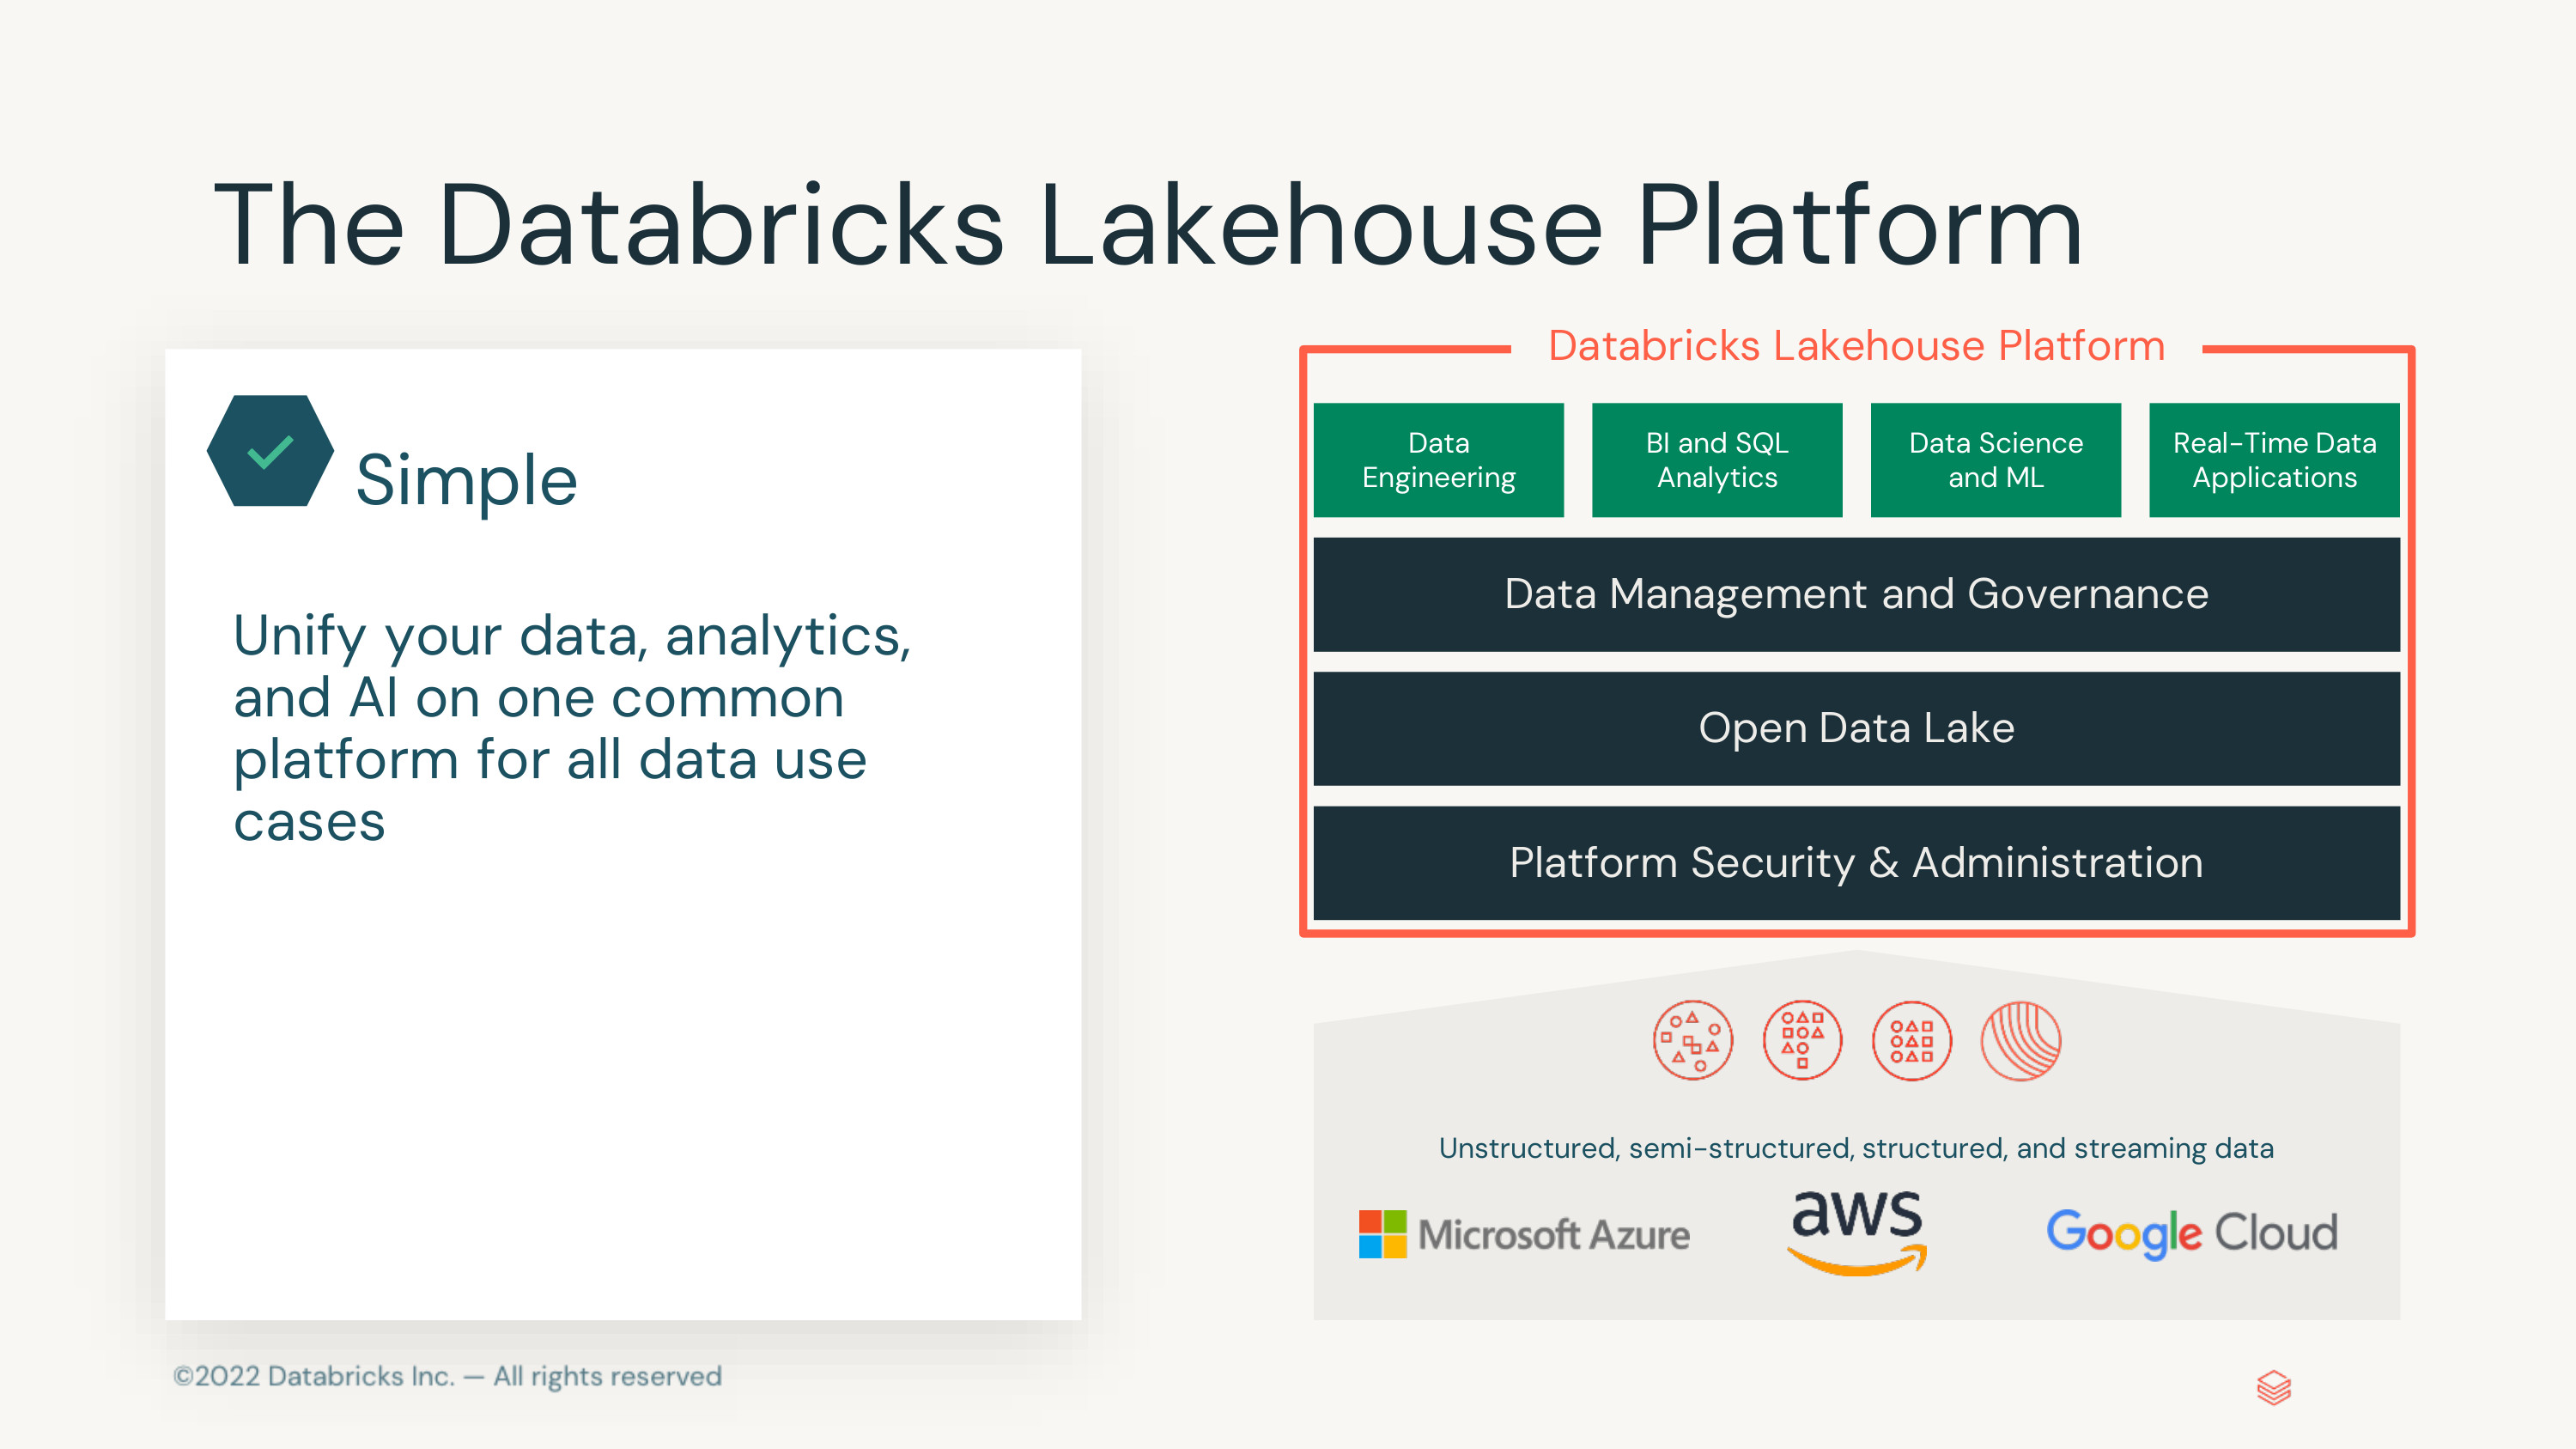 The Databricks Lakehouse Platform
Simple
Unify your data, analytics,
and AI on one common
platform for all data use
cases
Databricks Lakehouse Platform
Data
Engineering
BI and SQL
Analytics
Data Science
and ML
Real-Time Data
Applications
Data Management and Governance
Open Data Lake
Platform Security & Administration
Unstructured, semi-structured, structured, and streaming data
Microsoft Azure
aws
Google Cloud
©2022 Databricks Inc. — All rights reserved